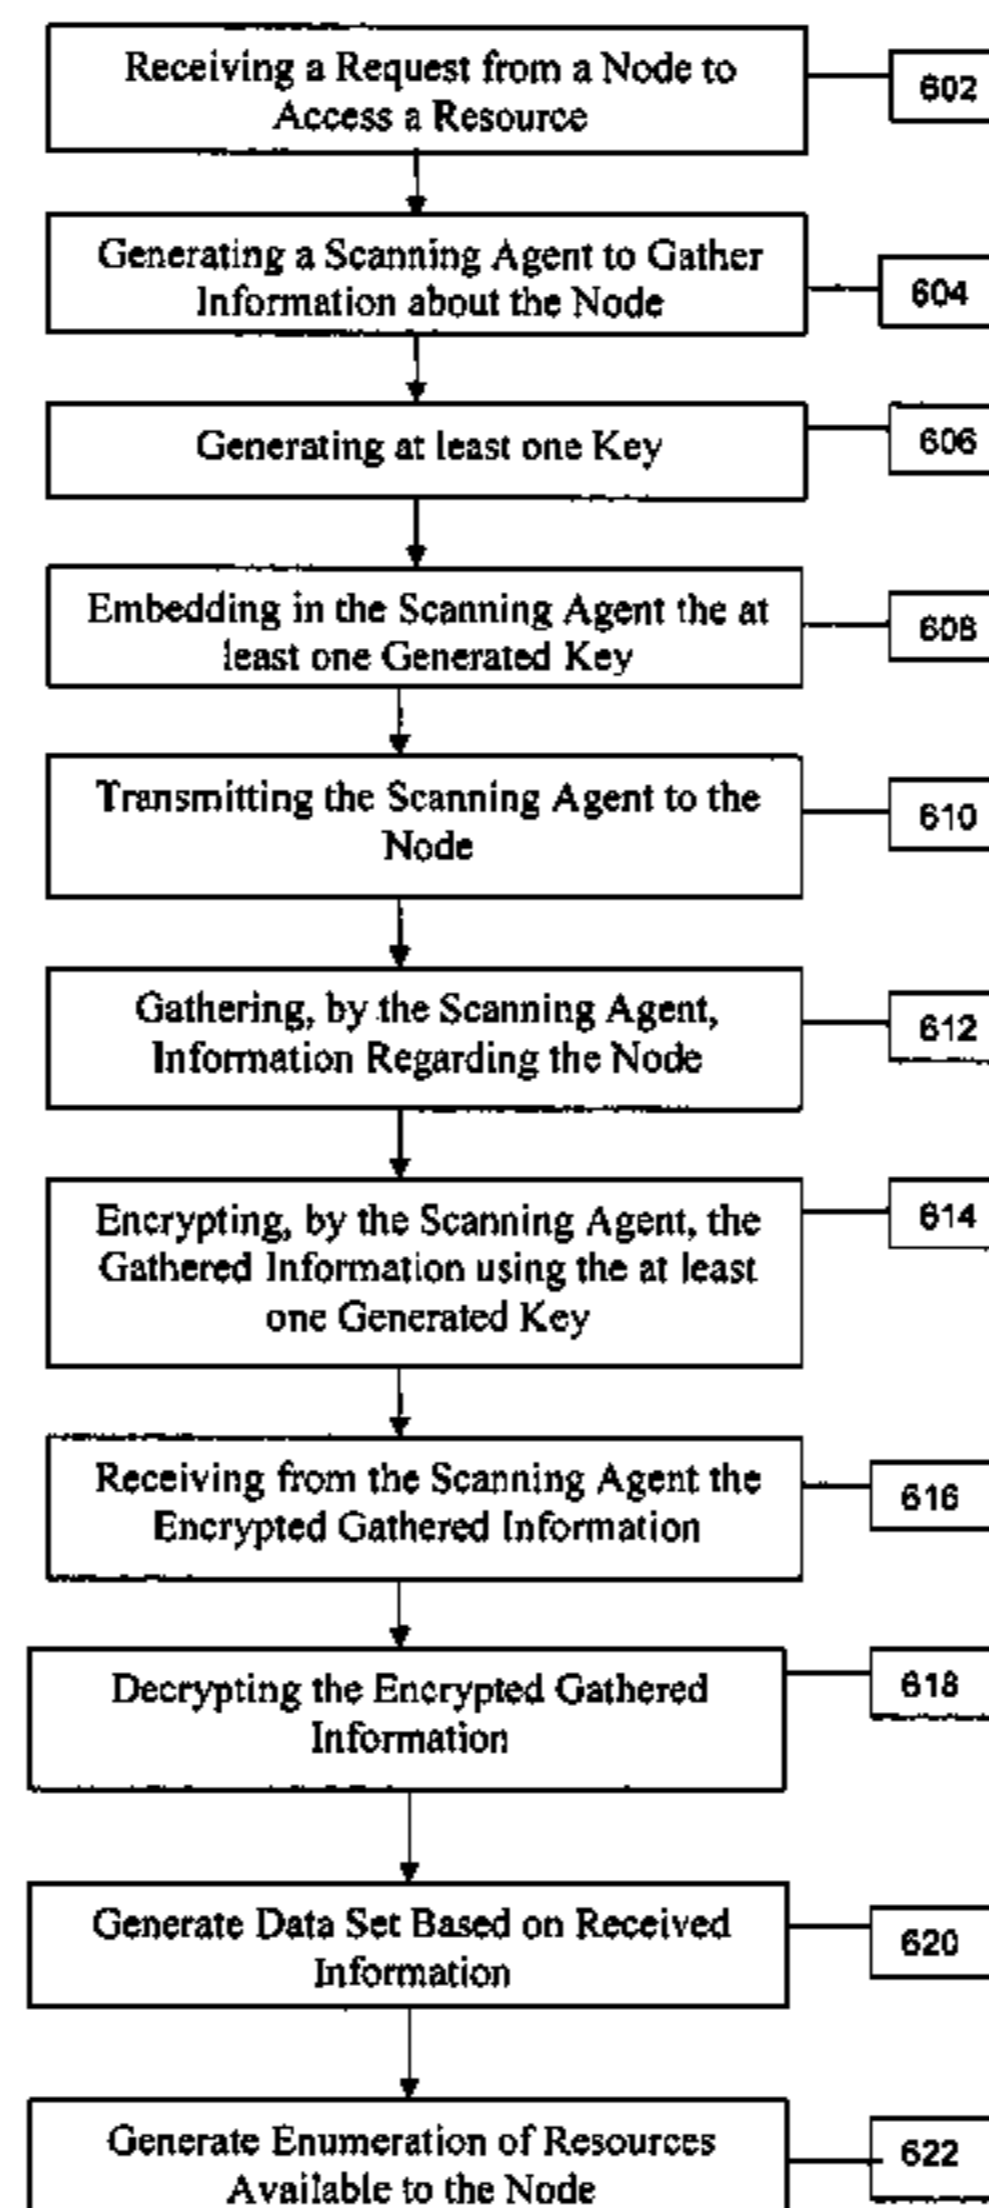 Receiving a Request from a Node to
Access a Resource
602
Generating a Scanning Agent to Gather
Information about the Node
604
Generating at least one Key
606
Embedding in the Scanning Agent the at
least one Generated Key
608
Transmitting the Scanning Agent to the
Node
610
Gathering, by the Scanning Agent,
Information Regarding the Node
612
Encrypting, by the Scanning Agent, the
Gathered Information using the at least
one Generated Key
614
Receiving from the Scanning Agent the
Encrypted Gathered Information
616
Decrypting the Encrypted Gathered
Information
618
Generate Data Set Based on Received
Information
620
Generate Enumeration of Resources
Available to the Node
622